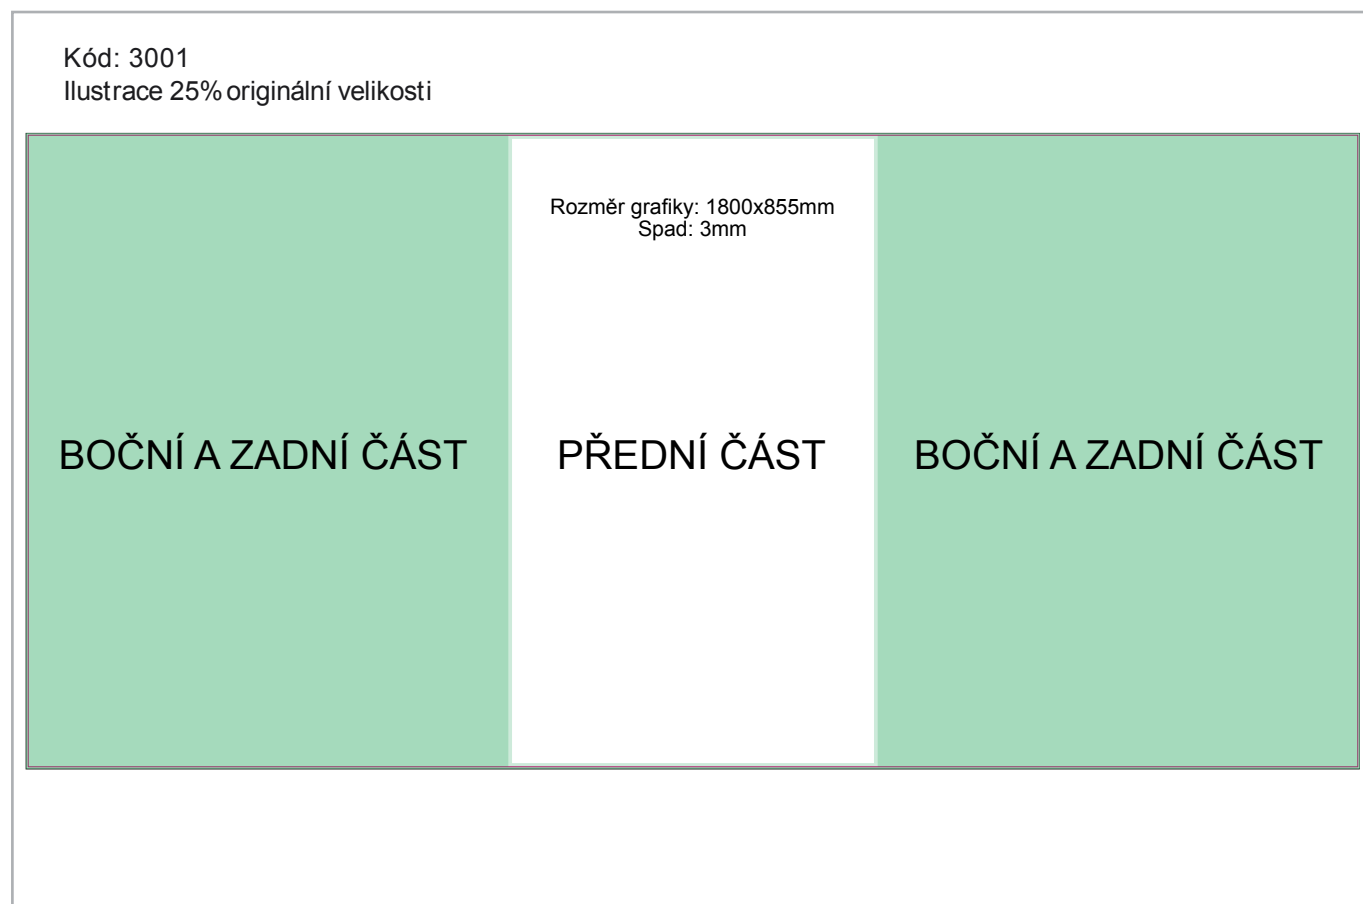 Kód: 3001
Ilustrace 25% originální velikosti
Rozměr grafiky: 1800x855mm
Spad: 3mm
BOČNÍ A ZADNÍ ČÁST
PŘEDNÍ ČÁST
BOČNÍ A ZADNÍ ČÁST